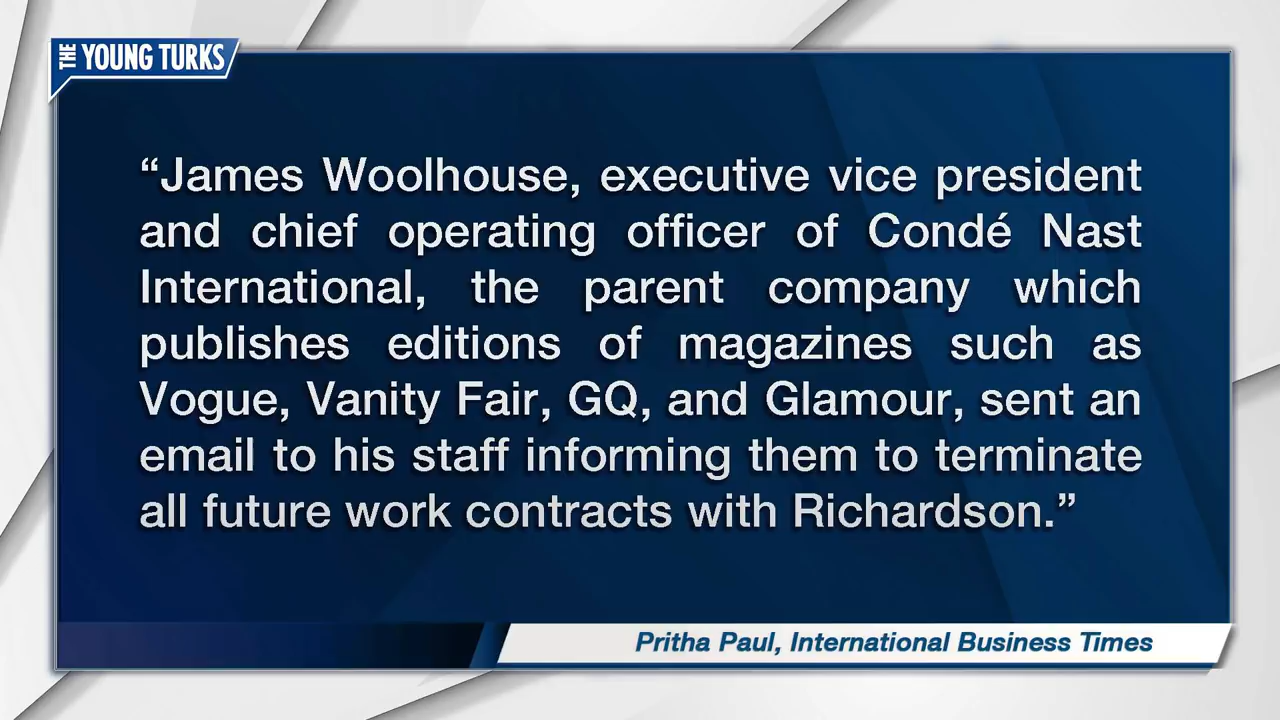 THE YOUNG TURKS
“James Woolhouse, executive vice president
and chief operating officer of Condé Nast
International, the parent company which
publishes editions of magazines such as
Vogue, Vanity Fair, GQ, and Glamour, sent an
email to his staff informing them to terminate
all future work contracts with Richardson.”
Pritha Paul, International Business Times